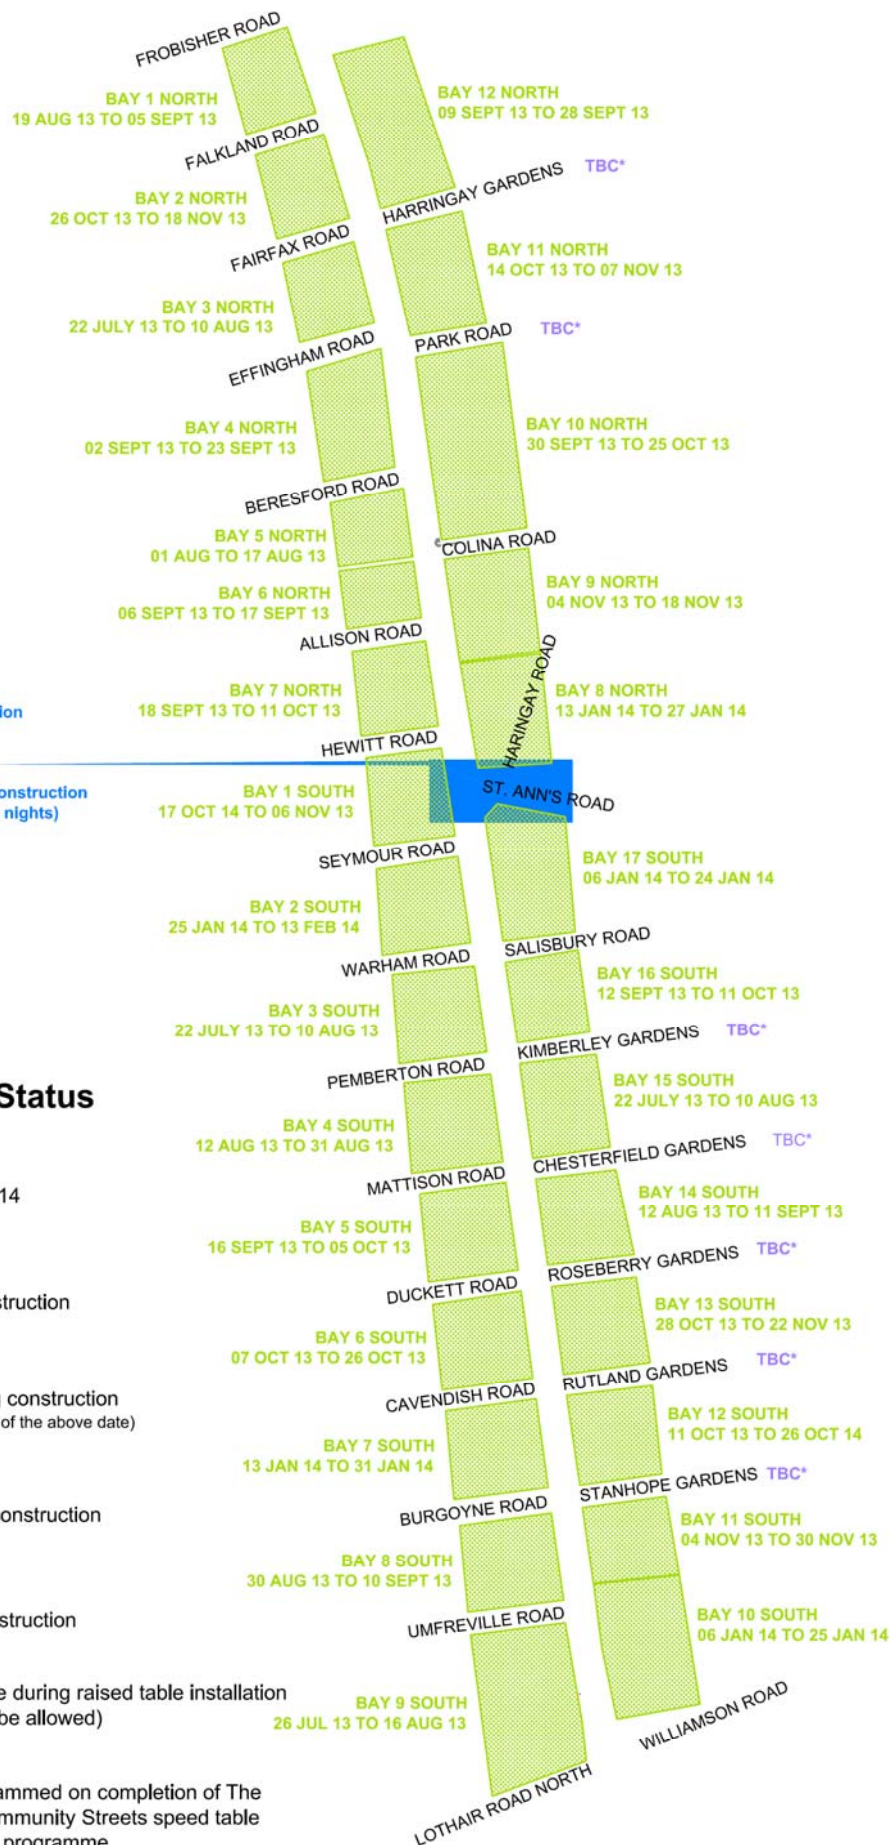 FROBISHER ROAD
BAY 1 NORTH
19 AUG 13 TO 05 SEPT 13
FALKLAND ROAD
BAY 2 NORTH
26 OCT 13 TO 18 NOV 13
FAIRFAX ROAD
BAY 3 NORTH
22 JULY 13 TO 10 AUG 13
EFFINGHAM ROAD
BAY 4 NORTH
02 SEPT 13 TO 23 SEPT 13
BERESFORD ROAD
BAY 5 NORTH
01 AUG TO 17 AUG 13
BAY 6 NORTH
06 SEPT 13 TO 17 SEPT 13
ALLISON ROAD
BAY 7 NORTH
18 SEPT 13 TO 11 OCT 13
HEWITT ROAD
BAY 1 SOUTH
17 OCT 14 TO 06 NOV 13
SEYMOUR ROAD
BAY 2 SOUTH
25 JAN 14 TO 13 FEB 14
WARHAM ROAD
BAY 3 SOUTH
22 JULY 13 TO 10 AUG 13
PEMBERTON ROAD
BAY 4 SOUTH
12 AUG 13 TO 31 AUG 13
MATTISON ROAD
BAY 5 SOUTH
16 SEPT 13 TO 05 OCT 13
DUCKETT ROAD
BAY 6 SOUTH
07 OCT 13 TO 26 OCT 13
CAVENDISH ROAD
BAY 7 SOUTH
13 JAN 14 TO 31 JAN 14
BURGOYNE ROAD
BAY 8 SOUTH
30 AUG 13 TO 10 SEPT 13
UMFREVILLE ROAD
BAY 9 SOUTH
26 JUL 13 TO 16 AUG 13
LOTHAIR ROAD NORTH
BAY 12 NORTH
09 SEPT 13 TO 28 SEPT 13
HARRINGAY GARDENS TBC*
BAY 11 NORTH
14 OCT 13 TO 07 NOV 13
PARK ROAD TBC*
BAY 10 NORTH
30 SEPT 13 TO 25 OCT 13
COLINA ROAD
BAY 9 NORTH
04 NOV 13 TO 18 NOV 13
HARINGAY ROAD
BAY 8 NORTH
13 JAN 14 TO 27 JAN 14
ST. ANN'S ROAD
BAY 17 SOUTH
06 JAN 14 TO 24 JAN 14
SALISBURY ROAD
BAY 16 SOUTH
12 SEPT 13 TO 11 OCT 13
KIMBERLEY GARDENS TBC*
BAY 15 SOUTH
22 JULY 13 TO 10 AUG 13
CHESTERFIELD GARDENS TBC*
BAY 14 SOUTH
12 AUG 13 TO 11 SEPT 13
ROSEBERRY GARDENS TBC*
BAY 13 SOUTH
28 OCT 13 TO 22 NOV 13
RUTLAND GARDENS TBC*
BAY 12 SOUTH
11 OCT 13 TO 26 OCT 14
STANHOPE GARDENS TBC*
BAY 11 SOUTH
04 NOV 13 TO 30 NOV 13
BAY 10 SOUTH
06 JAN 14 TO 25 JAN 14
WILLIAMSON ROAD
nights)
Status
14
construction
of the above date)
during raised table installation
be allowed)
on completion of The
Streets speed table
programme